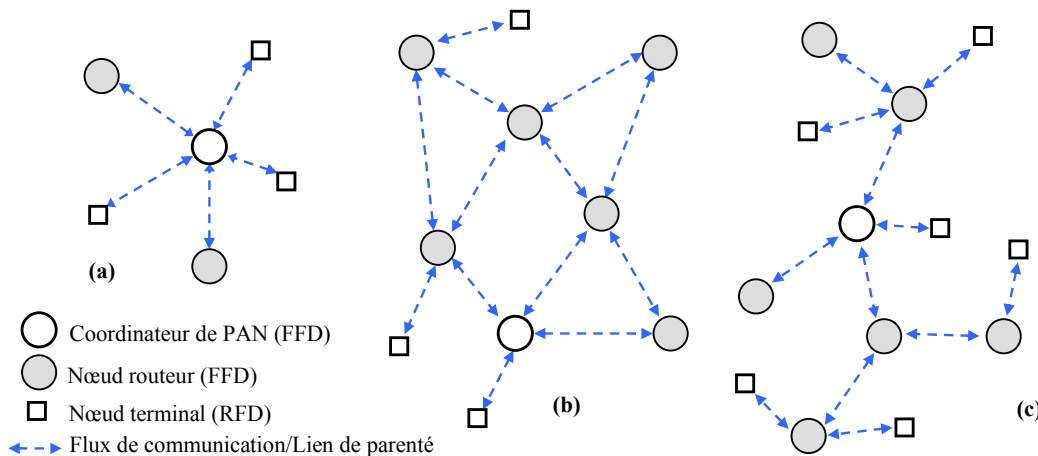 (a)
Coordinateur de PAN (FFD)
Nœud routeur (FFD)
Nœud terminal (RFD)
Flux de communication/Lien de parenté
(b)
(c)